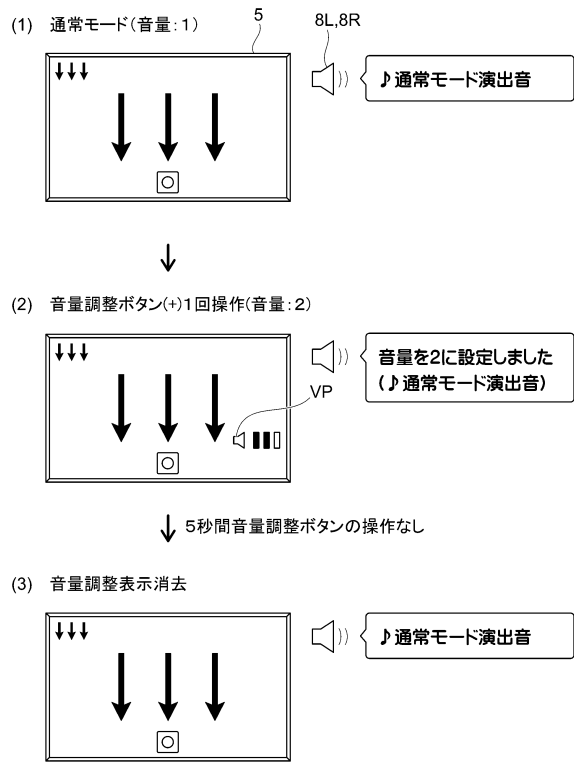 (1) 通常モード(音量:1)
5
8L,8R
♪通常モード演出音
(2) 音量調整ボタン(+)1回操作(音量:2)
音量を2に設定しました
(♪通常モード演出音)
VP
5秒間音量調整ボタンの操作なし
(3) 音量調整表示消去
♪通常モード演出音